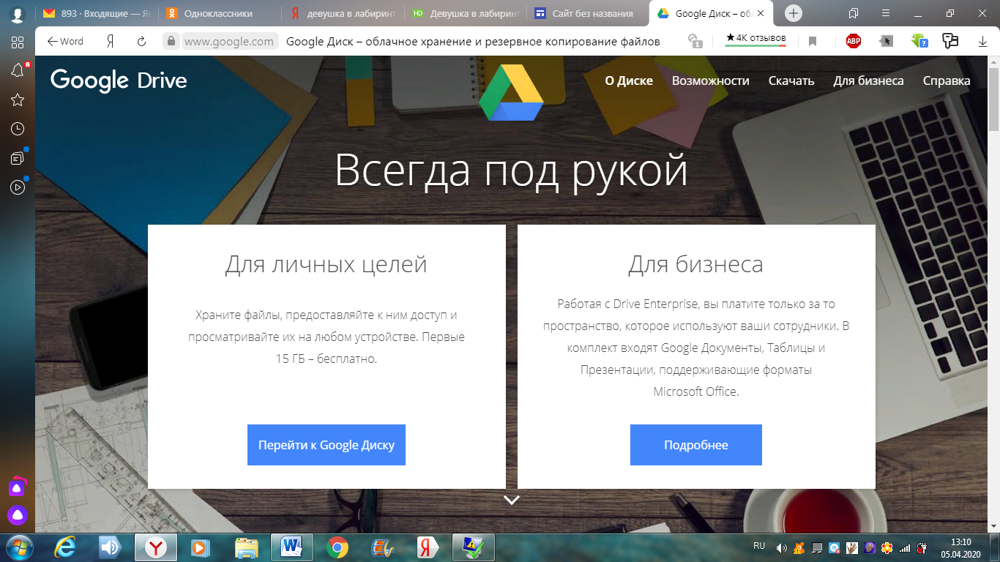 893 · Входящие — Ян
Одноклассники
девушка в лабиринт
Девушка в лабиринт
Сайт без названия
Google Диск – обл
Word
www.google.com
Google Диск – облачное хранение и резервное копирование файлов
★ 4K отзывов
Google Drive
О Диске
Возможности
Скачать
Для бизнеса
Справка
Всегда под рукой
Для личных целей
Храните файлы, предоставляйте к ним доступ и
просматривайте их на любом устройстве. Первые
15 ГБ – бесплатно.
Перейти к Google Диску
Для бизнеса
Работая с Drive Enterprise, вы платите только за то
пространство, которое используют ваши сотрудники. В
комплект входят Google Документы, Таблицы и
Презентации, поддерживающие форматы
Microsoft Office.
Подробнее
RU
13:10
05.04.2020